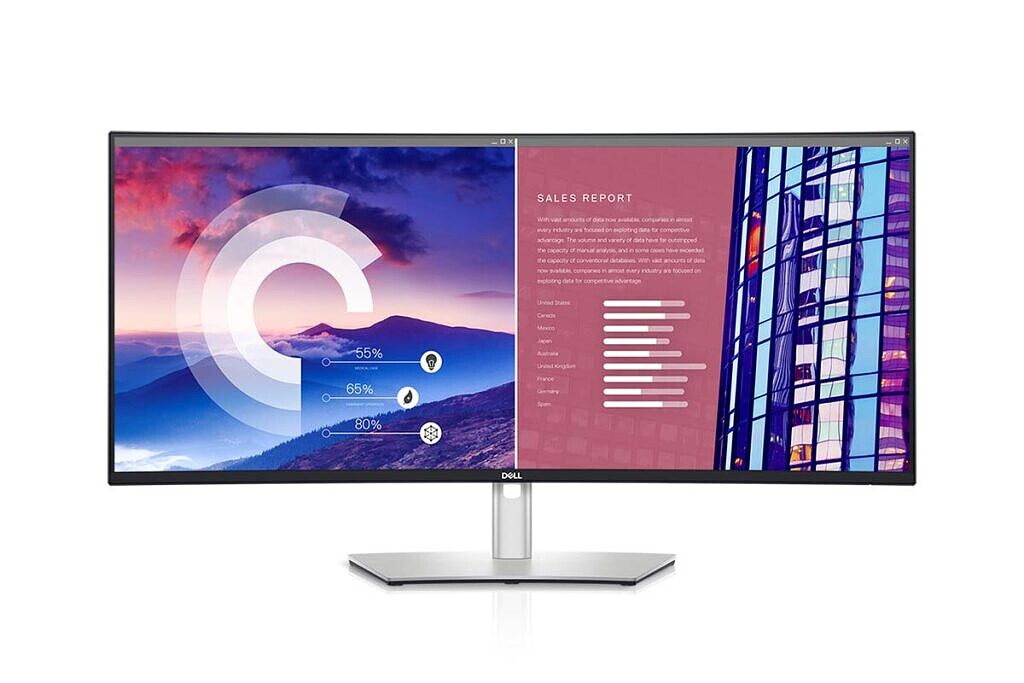 SALES REPORT
With vast amounts of data now available, companies in almost
every industry are focused on exploiting data for competitive
advantage. The volume and variety of data have far outstripped
the capacity of manual analysis, and in some cases have exceeded
the capacity of conventional databases. With vast amounts of data
now available, companies in almost every industry are focused on
exploiting data for competitive advantage.
United States
Canada
Mexico
Japan
Australia
United Kingdom
France
Germany
Spain
55%
65%
80%
DELL